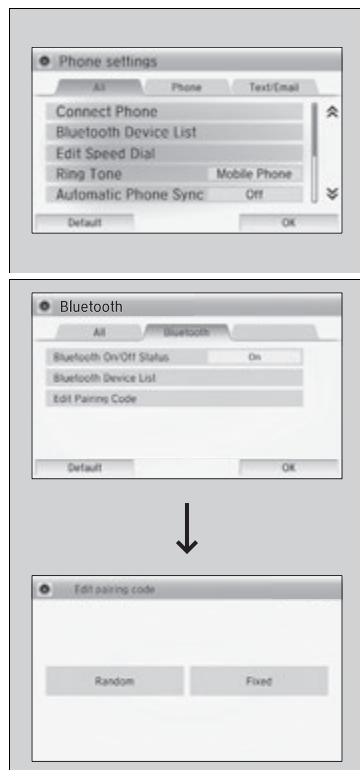 Phone settings
All Phone Text/Email
Connect Phone
Bluetooth Device List
Edit Speed Dial
Ring Tone Mobile Phone
Automatic Phone Sync Off
Default OK
Bluetooth
All Bluetooth
Bluetooth On/Off Status On
Bluetooth Device List
Edit Pairing Code
Default OK
Edit pairing code
Random Fixed